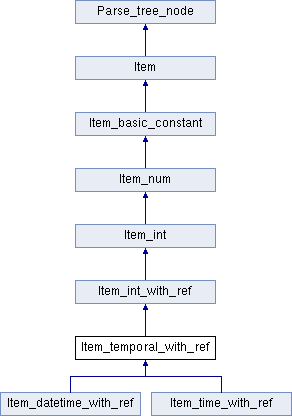 Parse_tree_node
Item
Item_basic_constant
Item_num
Item_int
Item_int_with_ref
Item_temporal_with_ref
Item_datetime_with_ref
Item_time_with_ref